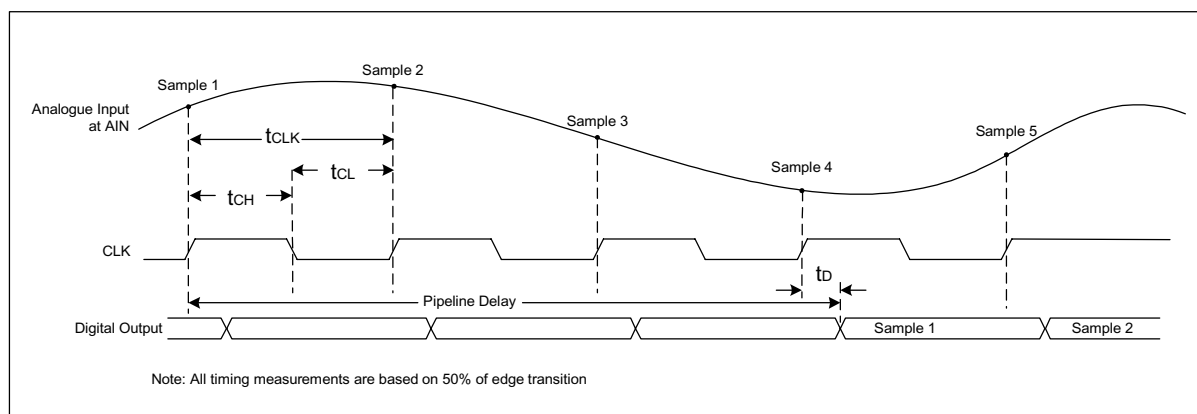 Sample 1
Sample 2
Analogue Input
at AIN
Sample 3
Sample 5
tCLK
Sample 4
tCL
tCH
CLK
tD
Pipeline Delay
Digital Output
Sample 1
Sample 2
Note: All timing measurements are based on 50% of edge transition